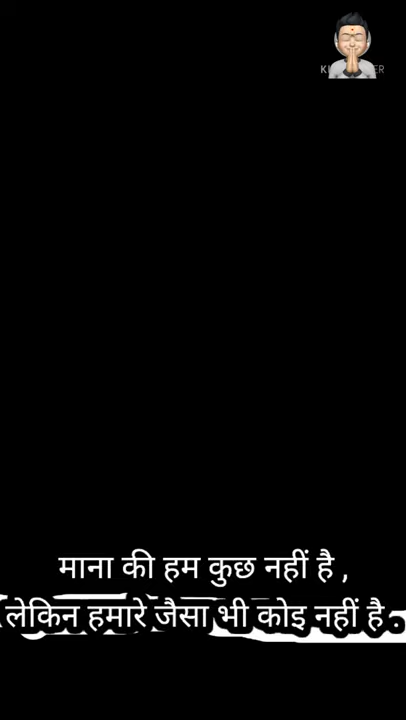 माना की हम कुछ नहीं है ,
लेकिन हमारे जैसा भी कोइ नहीं है .